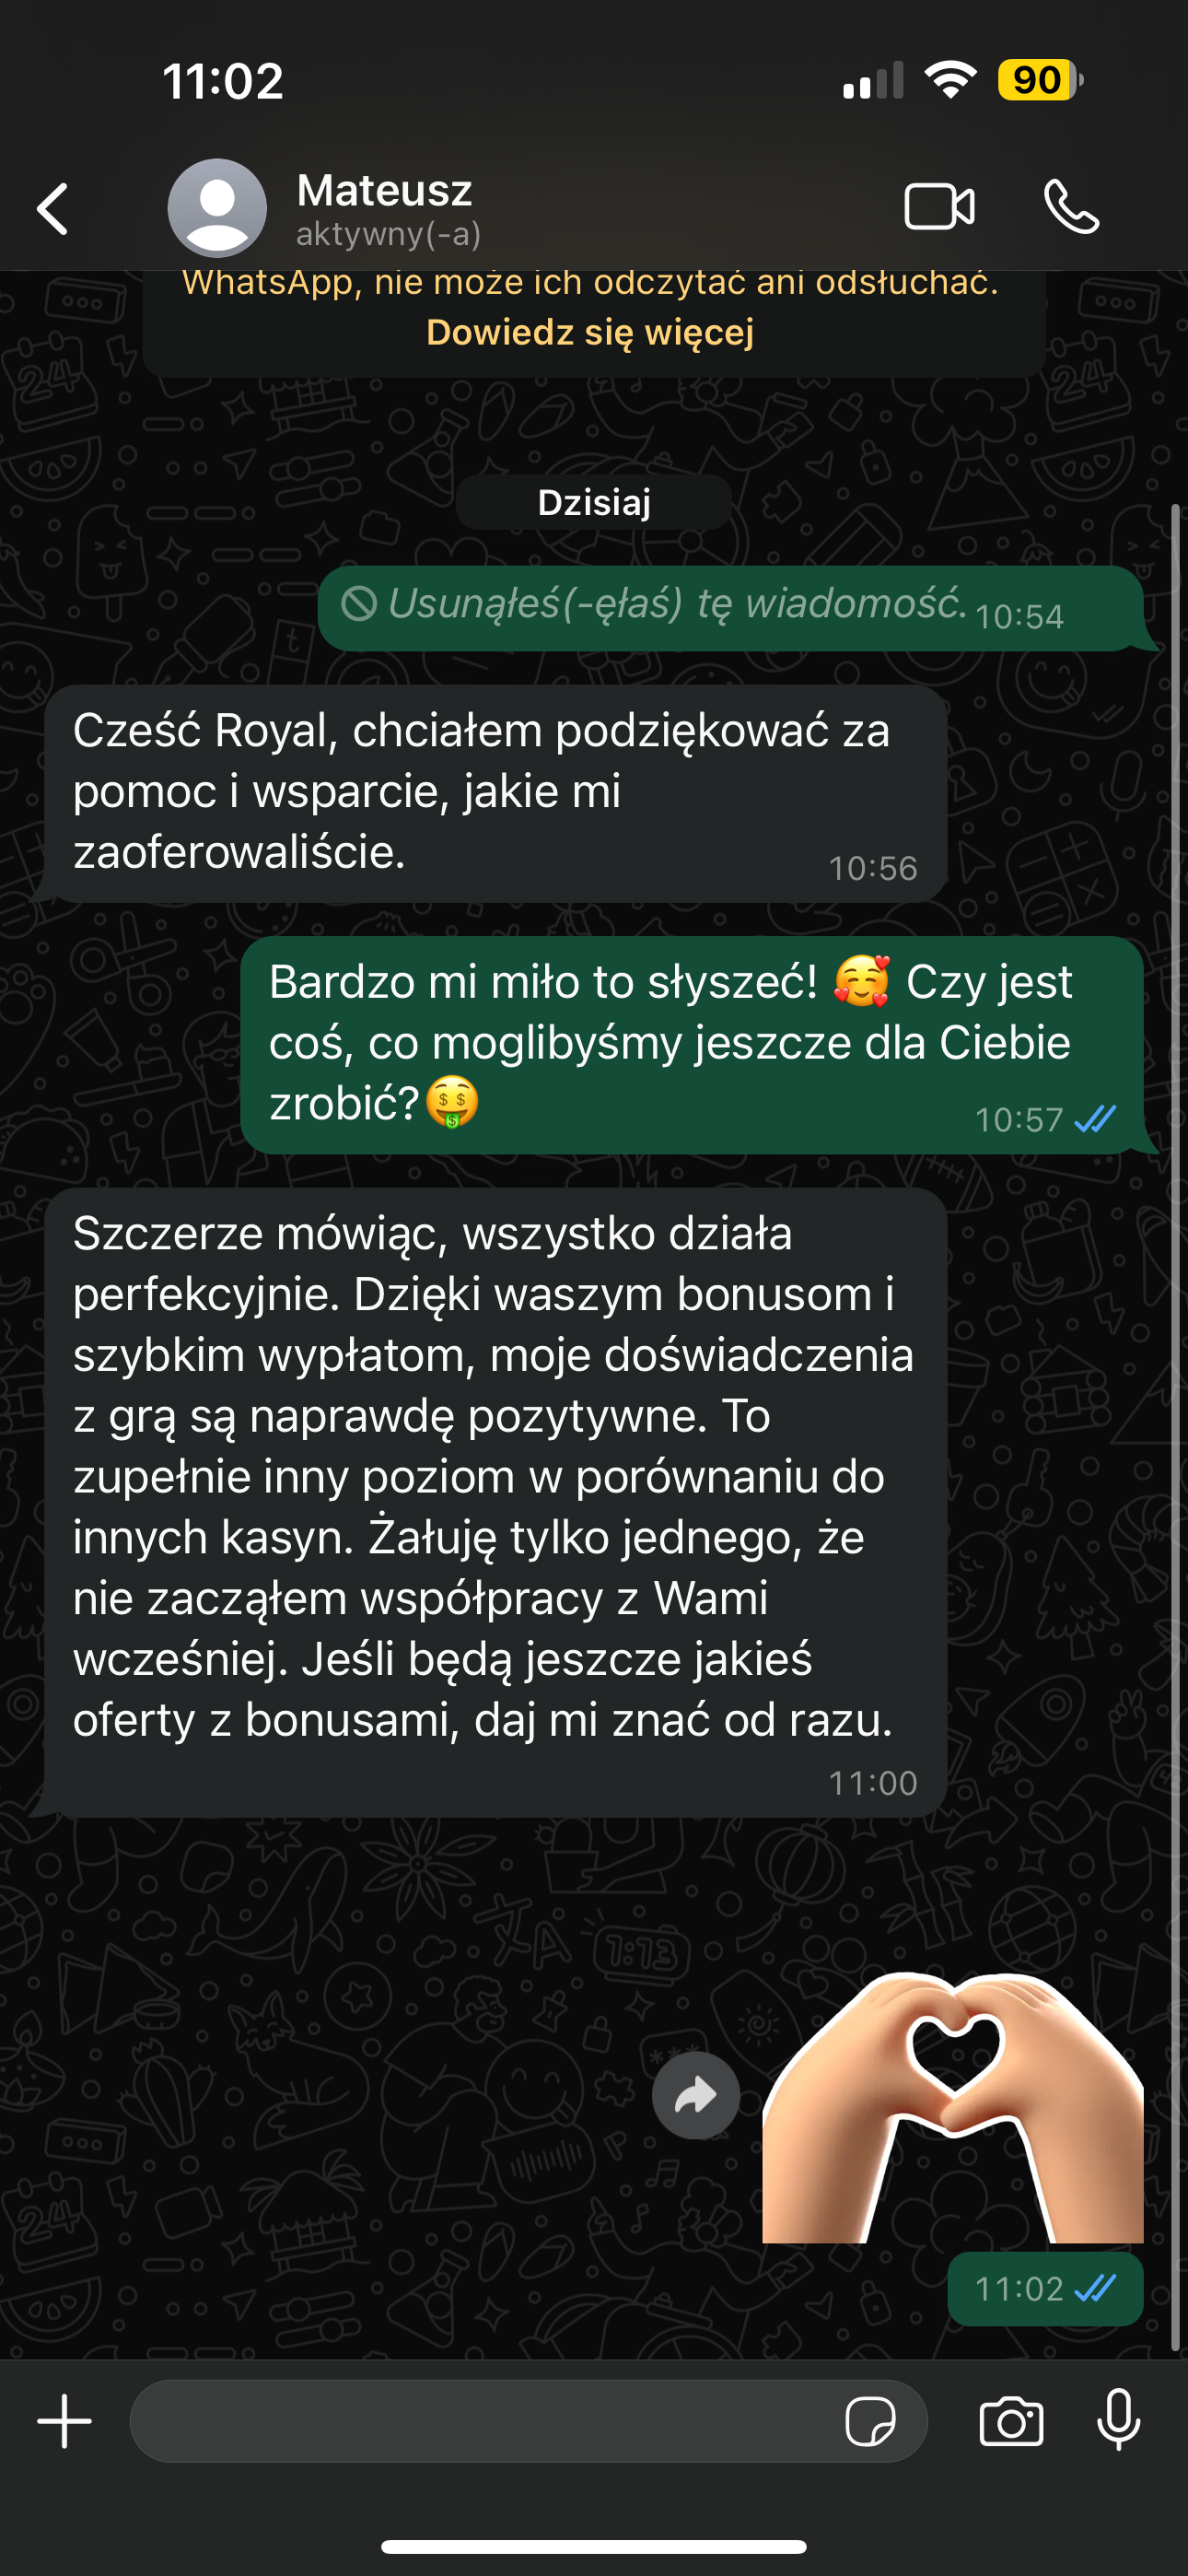 11:02
90
Mateusz
aktywny(-a)
WhatsApp, nie może ich odczytać ani odsłuchać.
Dowiedz się więcej
Dzisiaj
Usunąłeś(-ęłaś) tę wiadomość. 10:54
Cześć Royal, chciałem podziękować za
pomoc i wsparcie, jakie mi
zaoferowaliście.
10:56
Bardzo mi miło to słyszeć! 🥰 Czy jest
coś, co moglibyśmy jeszcze dla Ciebie
zrobić?🤑
10:57
Szczerze mówiąc, wszystko działa
perfekcyjnie. Dzięki waszym bonusom i
szybkim wypłatom, moje doświadczenia
z grą są naprawdę pozytywne. To
zupełnie inny poziom w porównaniu do
innych kasyn. Żałuję tylko jednego, że
nie zacząłem współpracy z Wami
wcześniej. Jeśli będą jeszcze jakieś
oferty z bonusami, daj mi znać od razu.
11:00
11:02